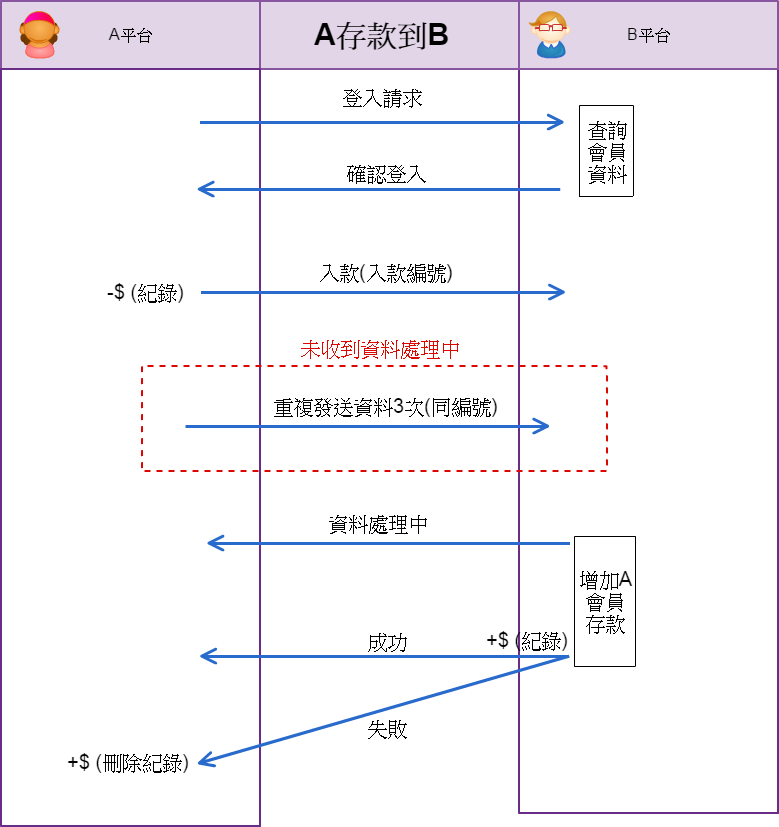 A平台
A存款到B
B平台
登入請求
查詢
會員
資料
確認登入
入款(入款編號)
-$ (紀錄)
未收到資料處理中
重複發送資料3次(同編號)
資料處理中
增加A
會員
存款
成功
+$ (紀錄)
失敗
+$ (刪除紀錄)